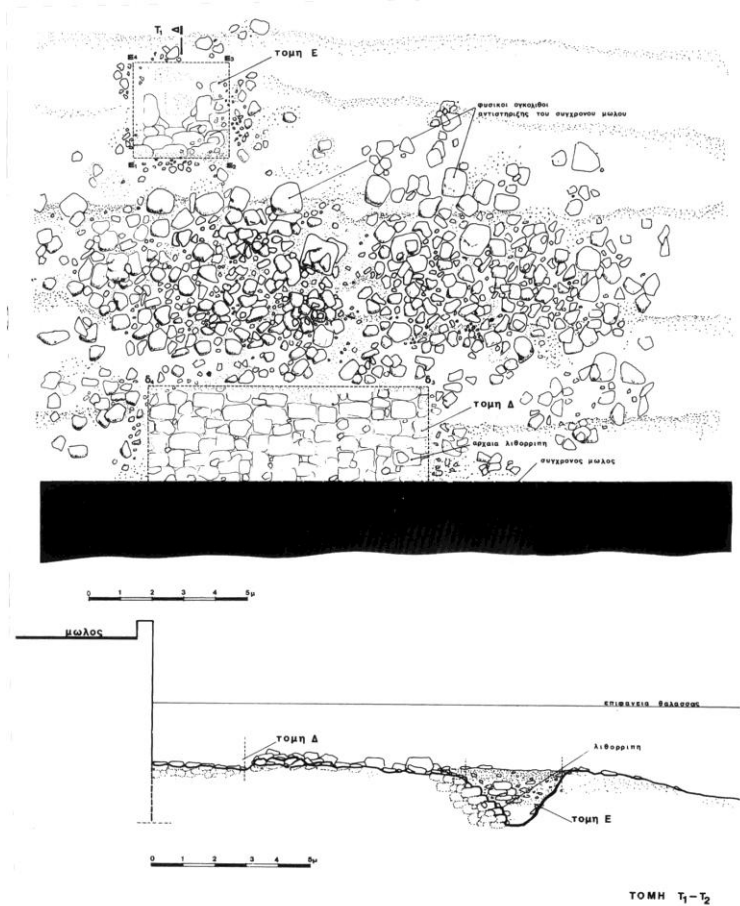 T₁
τομη Ε
Ε4 Ε3
φυσικοι ογκολιθοι
αντιστηριξης του συγχρονου μωλου
Ε1 Ε2
δ4 δ3
τομη Δ
αρχαια λιθορριπη
συγχρονος μωλος
0 1 2 3 4 5μ
μωλος
επιφανεια θαλασσας
τομη Δ
λιθορριπη
τομη Ε
0 1 2 3 4 5μ
ΤΟΜΗ Τ₁-Τ₂